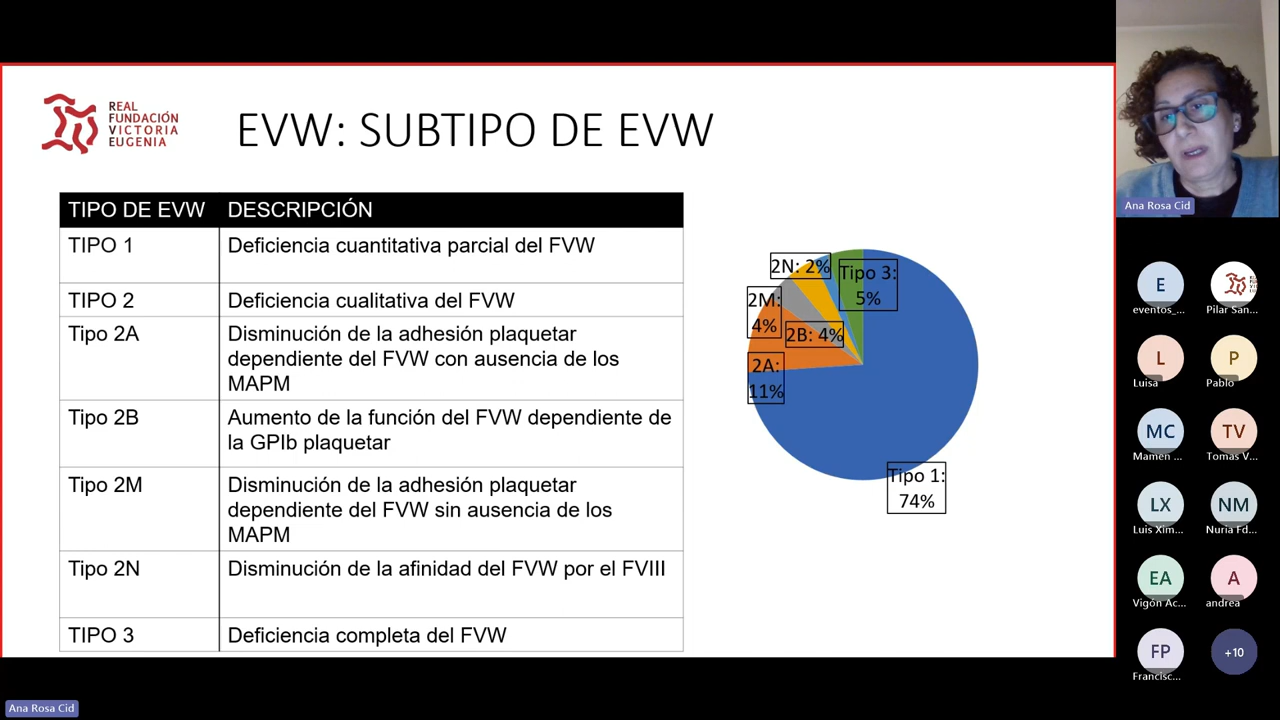 REAL
FUNDACIÓN
VICTORIA
EUGENIA
EVW: SUBTIPO DE EVW
TIPO DE EVW DESCRIPCIÓN
TIPO 1 Deficiencia cuantitativa parcial del FVW
TIPO 2 Deficiencia cualitativa del FVW
Tipo 2A Disminución de la adhesión plaquetar
dependiente del FVW con ausencia de los
MAPM
Tipo 2B Aumento de la función del FVW dependiente de
la GPIb plaquetar
Tipo 2M Disminución de la adhesión plaquetar
dependiente del FVW sin ausencia de los
MAPM
Tipo 2N Disminución de la afinidad del FVW por el FVIII
TIPO 3 Deficiencia completa del FVW
2N: 2%
Tipo 3:
5%
2M:
4%
2B: 4%
2A:
11%
Tipo 1:
74%
Ana Rosa Cid
E
eventos_...
Pilar San...
L
Luisa
P
Pablo
MC
Mamen ...
TV
Tomas V...
LX
Luis Xim...
NM
Nuria Fd...
EA
Vigón Ac...
A
andrea
FP
Francisc...
+10
Ana Rosa Cid